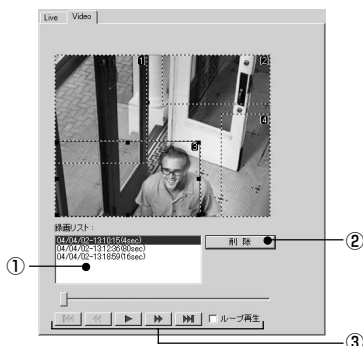 Live Video
(1)
(2)
(4)
(3)
録画リスト:
04/04/02-13:10:15(4sec)
04/04/02-13:12:36(80sec)
04/04/02-13:18:59(16sec)
削 除
ループ再生
①
②
③